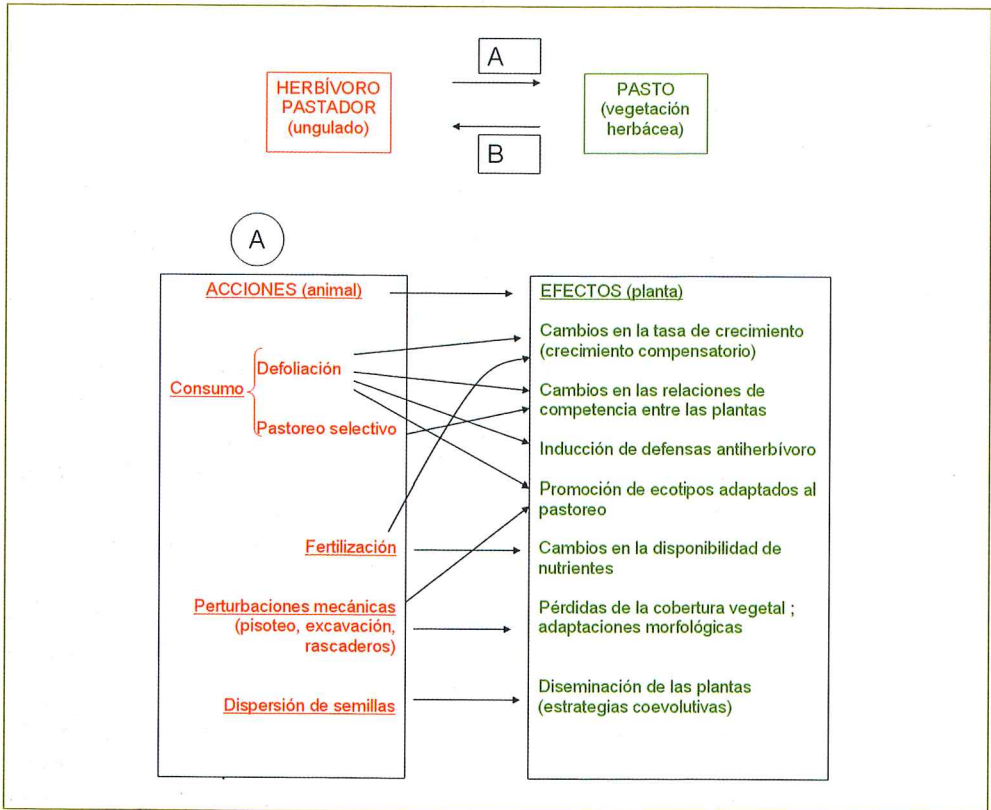 A
HERBÍVORO
PASTADOR
(ungulado)
PASTO
(vegetación
herbácea)
B
A
ACCIONES (animal)
EFECTOS (planta)
Cambios en la tasa de crecimiento
(crecimiento compensatorio)
Defoliación
Consumo
Cambios en las relaciones de
competencia entre las plantas
Pastoreo selectivo
Inducción de defensas antiherbívoro
Promoción de ecotipos adaptados al
pastoreo
Fertilización
Cambios en la disponibilidad de
nutrientes
Perturbaciones mecánicas
(pisoteo, excavación,
rascaderos)
Pérdidas de la cobertura vegetal ;
adaptaciones morfológicas
Dispersión de semillas
Diseminación de las plantas
(estrategias coevolutivas)